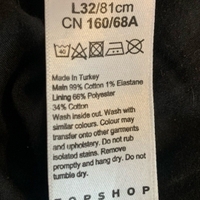 L32/81cm
CN 160/68A
40
Made In Turkey
Main 99% Cotton 1% Elastane
Lining 66% Polyester
34% Cotton
Wash inside out. Wash with
similar colours. Colour may
transfer onto other garments
and upholstery. Do not rub
isolated stains. Remove
promptly and hang dry. Do not
tumble dry.
TOPSHOP